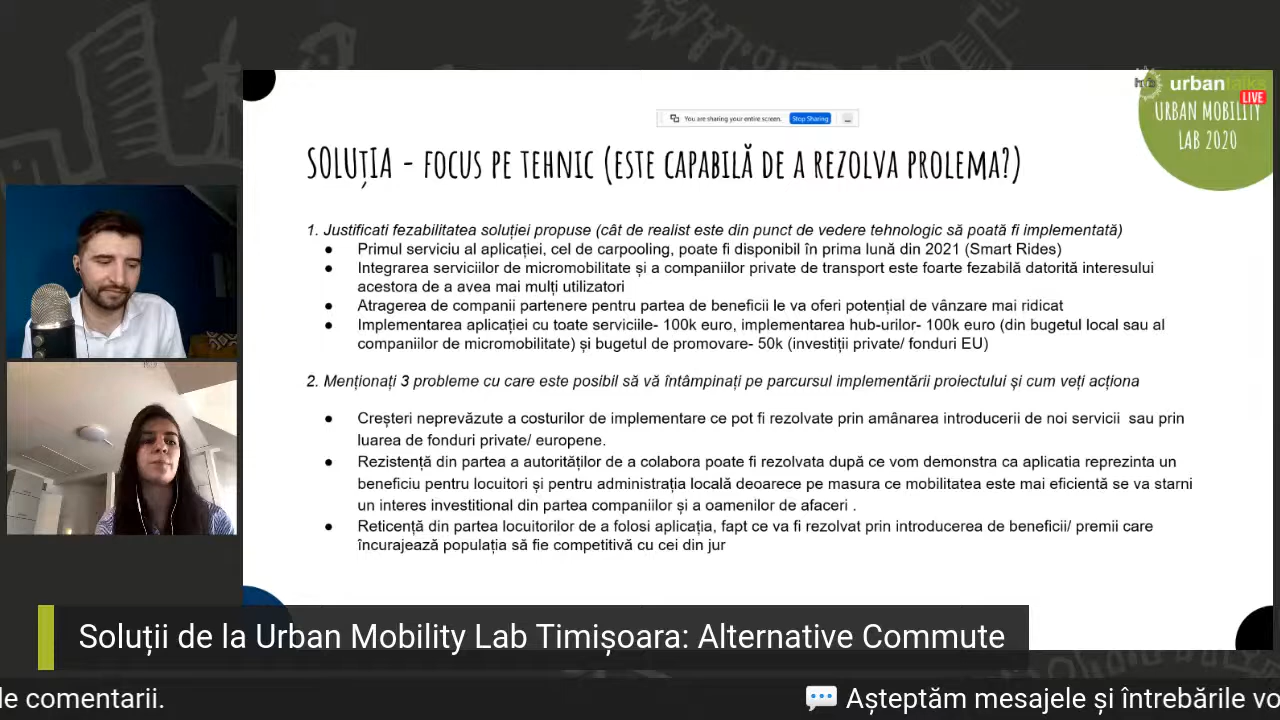 urbantalks
LIVE
URBAN MOBILITY
LAB 2020
You are sharing your entire screen. Stop Sharing
SOLUȚIA - FOCUS PE TEHNIC (ESTE CAPABILĂ DE A REZOLVA PROLEMA?)
1. Justificati fezabilitatea soluției propuse (cât de realist este din punct de vedere tehnologic să poată fi implementată)
● Primul serviciu al aplicației, cel de carpooling, poate fi disponibil în prima lună din 2021 (Smart Rides)
● Integrarea serviciilor de micromobilitate și a companiilor private de transport este foarte fezabilă datorită interesului
acestora de a avea mai mulți utilizatori
● Atragerea de companii partenere pentru partea de beneficii le va oferi potențial de vânzare mai ridicat
● Implementarea aplicației cu toate serviciile- 100k euro, implementarea hub-urilor- 100k euro (din bugetul local sau al
companiilor de micromobilitate) și bugetul de promovare- 50k (investiții private/ fonduri EU)
2. Menționați 3 probleme cu care este posibil să vă întâmpinați pe parcursul implementării proiectului și cum veți acționa
● Creșteri neprevăzute a costurilor de implementare ce pot fi rezolvate prin amânarea introducerii de noi servicii sau prin
luarea de fonduri private/ europene.
● Rezistență din partea a autorităților de a colabora poate fi rezolvata după ce vom demonstra ca aplicatia reprezinta un
beneficiu pentru locuitori și pentru administrația locală deoarece pe masura ce mobilitatea este mai eficientă se va starni
un interes investitional din partea companiilor și a oamenilor de afaceri .
● Reticență din partea locuitorilor de a folosi aplicația, fapt ce va fi rezolvat prin introducerea de beneficii/ premii care
încurajează populația să fie competitivă cu cei din jur
Soluții de la Urban Mobility Lab Timișoara: Alternative Commute
de comentarii. 💬 Așteptăm mesajele și întrebările vo